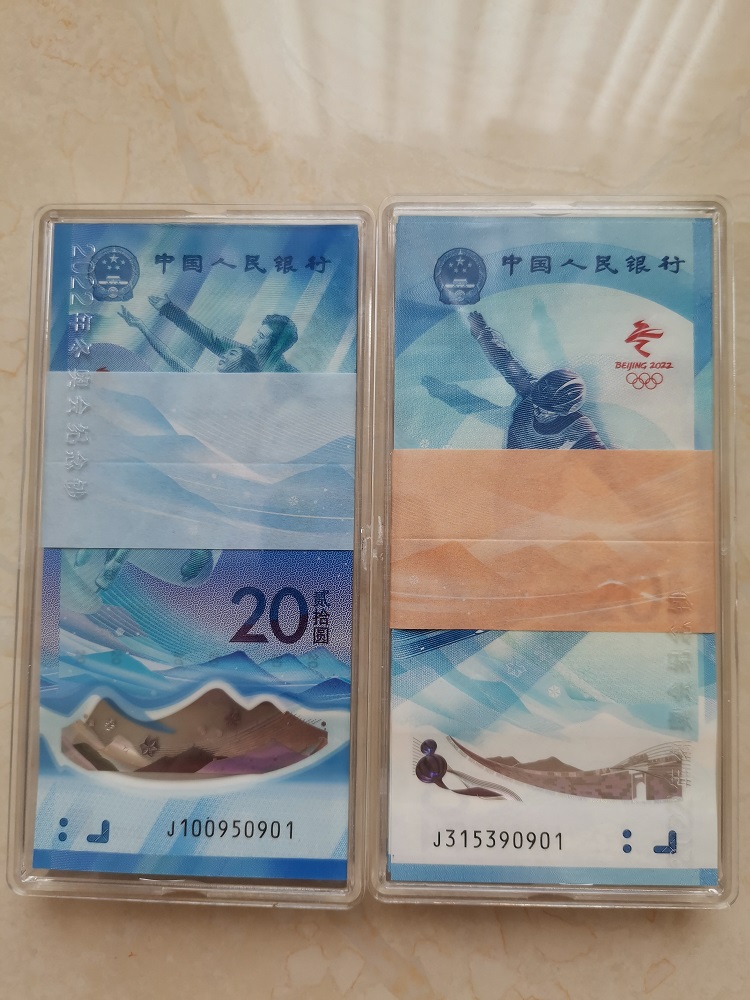 中国人民银行
2022年冬奥会纪念钞
20
贰拾圆
J100950901
中国人民银行
BEIJING 2022
J315390901